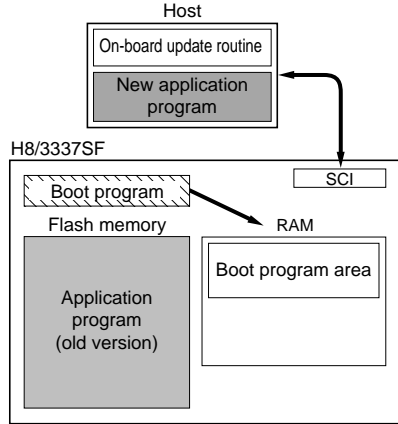 Host
On-board update routine
New application
program
H8/3337SF
SCI
Boot program
Flash memory
RAM
Boot program area
Application
program
(old version)